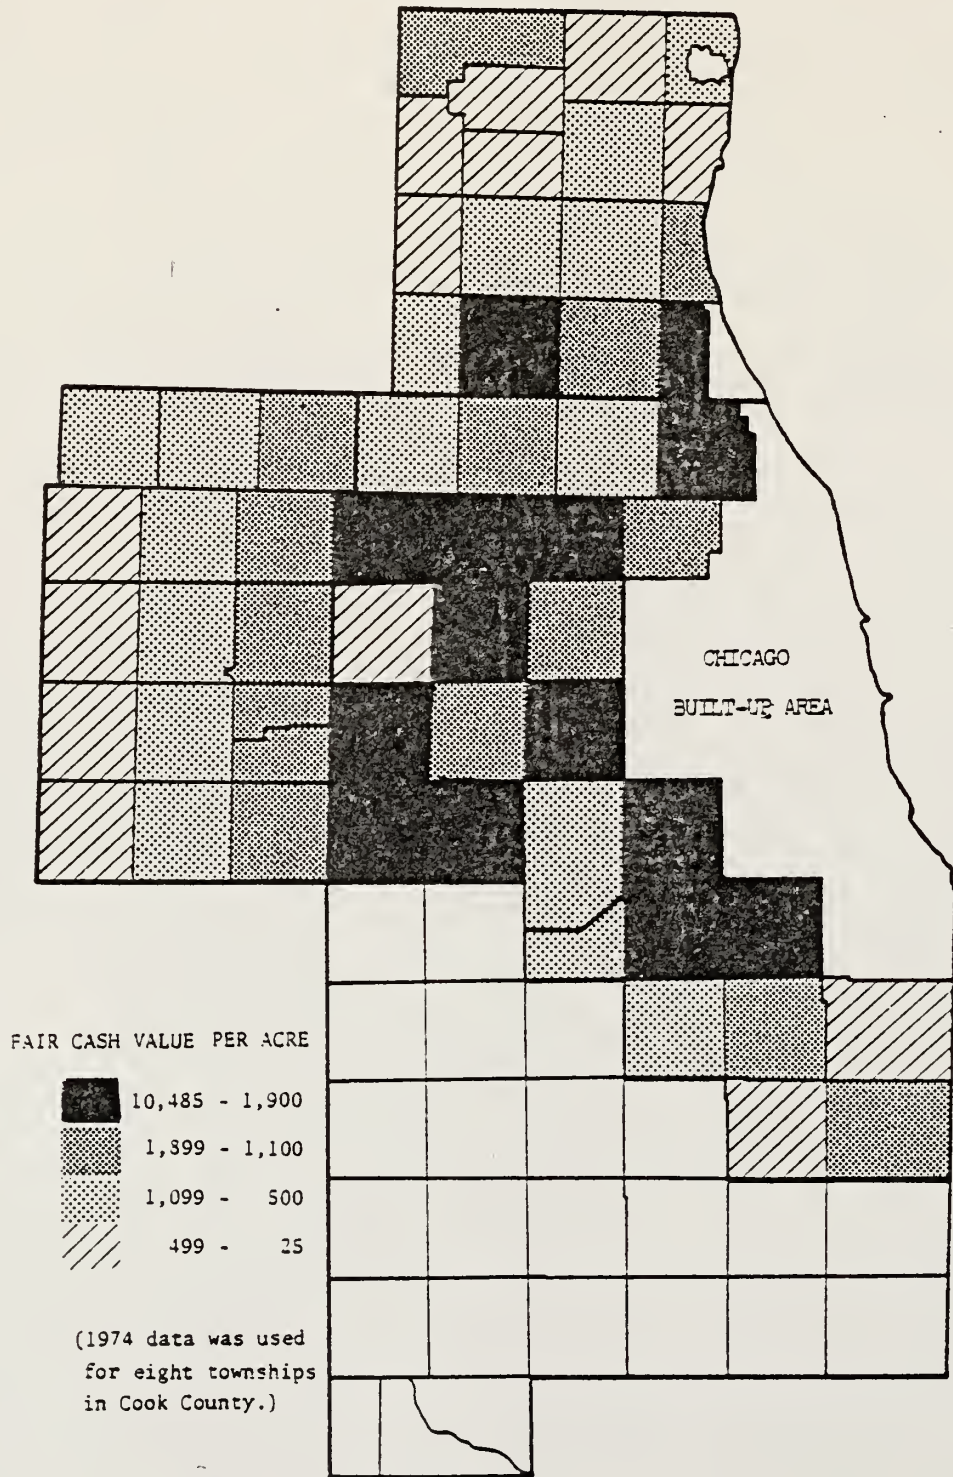 CHICAGO
BUILT-UP AREA
FAIR CASH VALUE PER ACRE
10,485 - 1,900
1,899 - 1,100
1,099 - 500
499 - 25
(1974 data was used
for eight townships
in Cook County.)